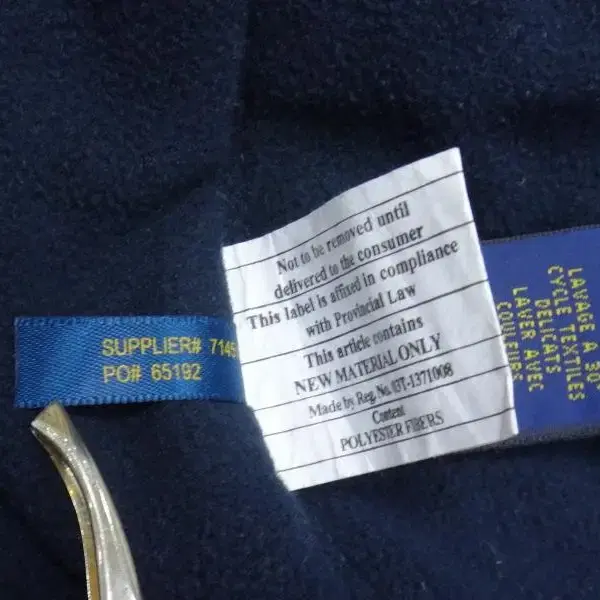 SUPPLIER# 7145
PO# 65192
Not to be removed until
delivered to the consumer
This label is affixed in compliance
with Provincial Law
This article contains
NEW MATERIAL ONLY
Made by Reg. No. 03T-1371008
Content
POLYESTER FIBERS
LAVAGE A 30°
CYCLE TEXTILES
DELICATS
LAVER AVEC
COULEURS